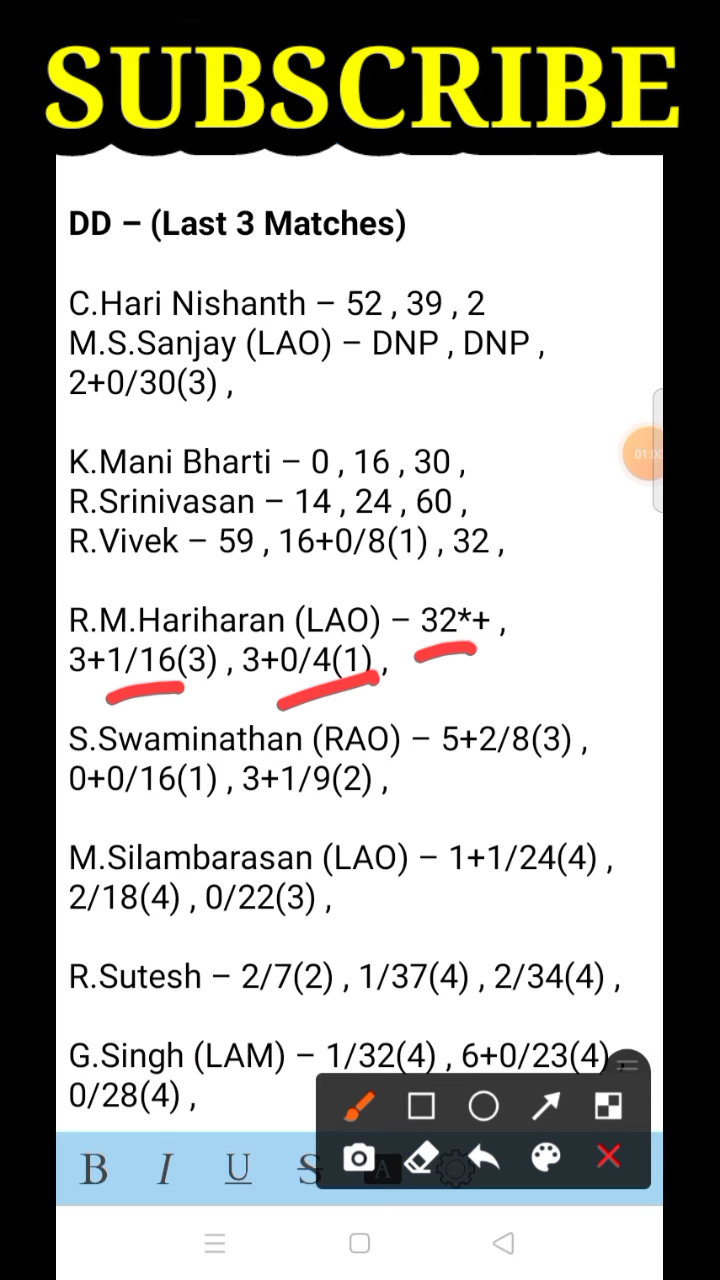 SUBSCRIBE
DD – (Last 3 Matches)
C.Hari Nishanth – 52 , 39 , 2
M.S.Sanjay (LAO) – DNP , DNP ,
2+0/30(3) ,
K.Mani Bharti – 0 , 16 , 30 ,
R.Srinivasan – 14 , 24 , 60 ,
R.Vivek – 59 , 16+0/8(1) , 32 ,
R.M.Hariharan (LAO) – 32*+ ,
3+1/16(3) , 3+0/4(1) ,
S.Swaminathan (RAO) – 5+2/8(3) ,
0+0/16(1) , 3+1/9(2) ,
M.Silambarasan (LAO) – 1+1/24(4) ,
2/18(4) , 0/22(3) ,
R.Sutesh – 2/7(2) , 1/37(4) , 2/34(4) ,
G.Singh (LAM) – 1/32(4) , 6+0/23(4) ,
0/28(4) ,
B I U S A